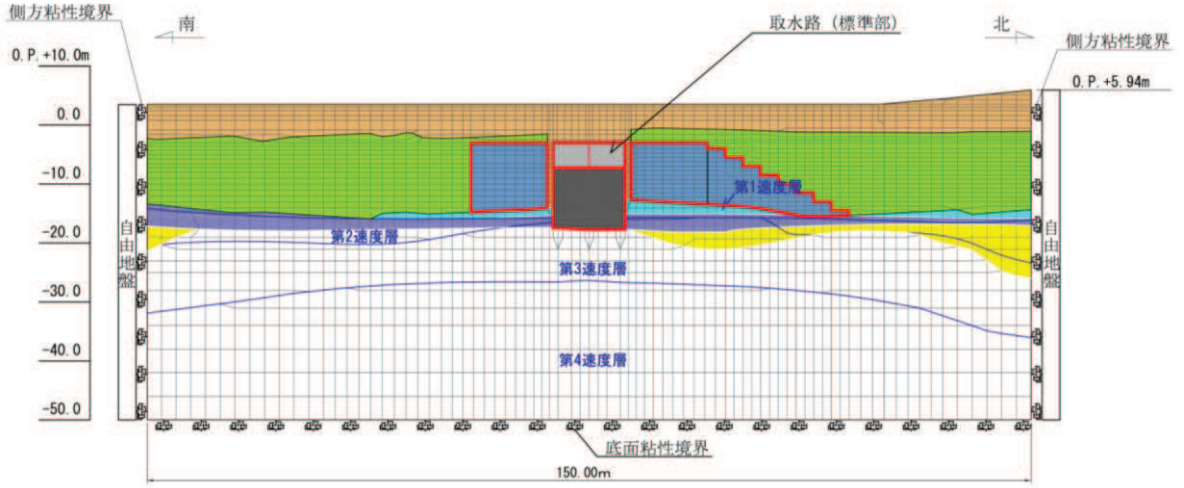 側方粘性境界
南
取水路 (標準部)
北
側方粘性境界
O.P.+10.0m
O.P.+5.94m
0.0
-10.0
-20.0
-30.0
-40.0
-50.0
自由地盤
第1速度層
第2速度層
第3速度層
第4速度層
自由地盤
底面粘性境界
150.00m